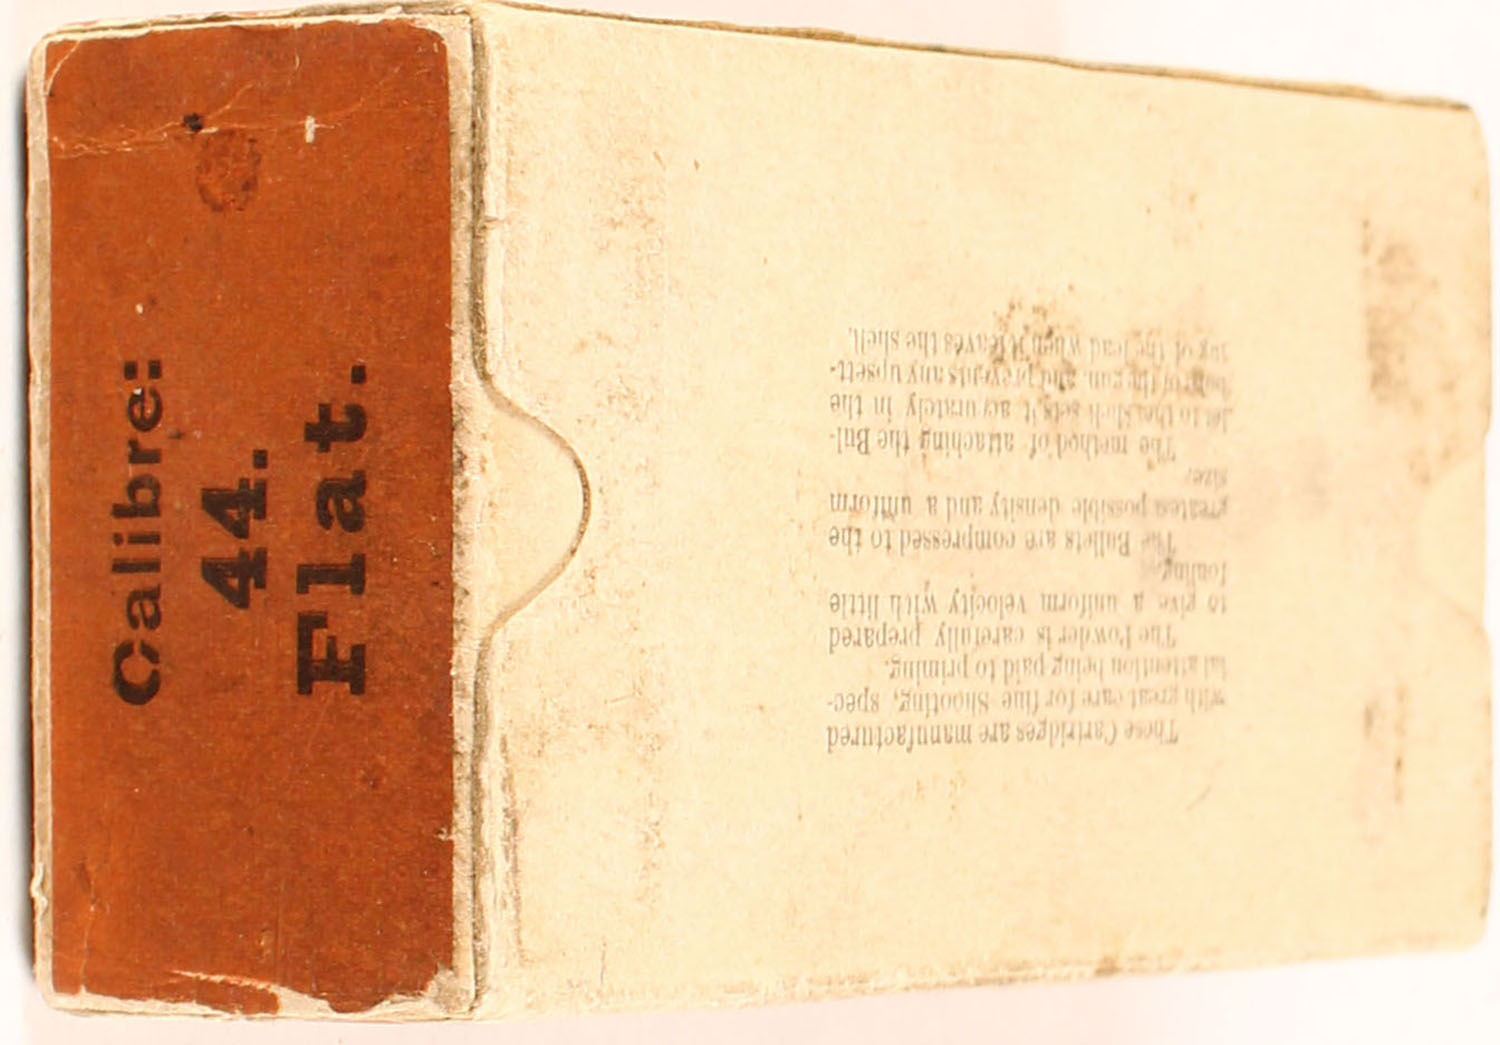 Calibre:
44.
Flat.
These Cartridges are manufactured
with great care for fine Shooting, spec-
ial attention being paid to priming.
The Powder is carefully prepared
to give a uniform velocity with little
fouling.
The Bullets are compressed to the
greatest possible density and a uniform
size.
The method of attaching the Bul-
let to the shell sets it accurately in the
bore of the gun, and prevents any upsett-
ing of the lead when it leaves the shell.